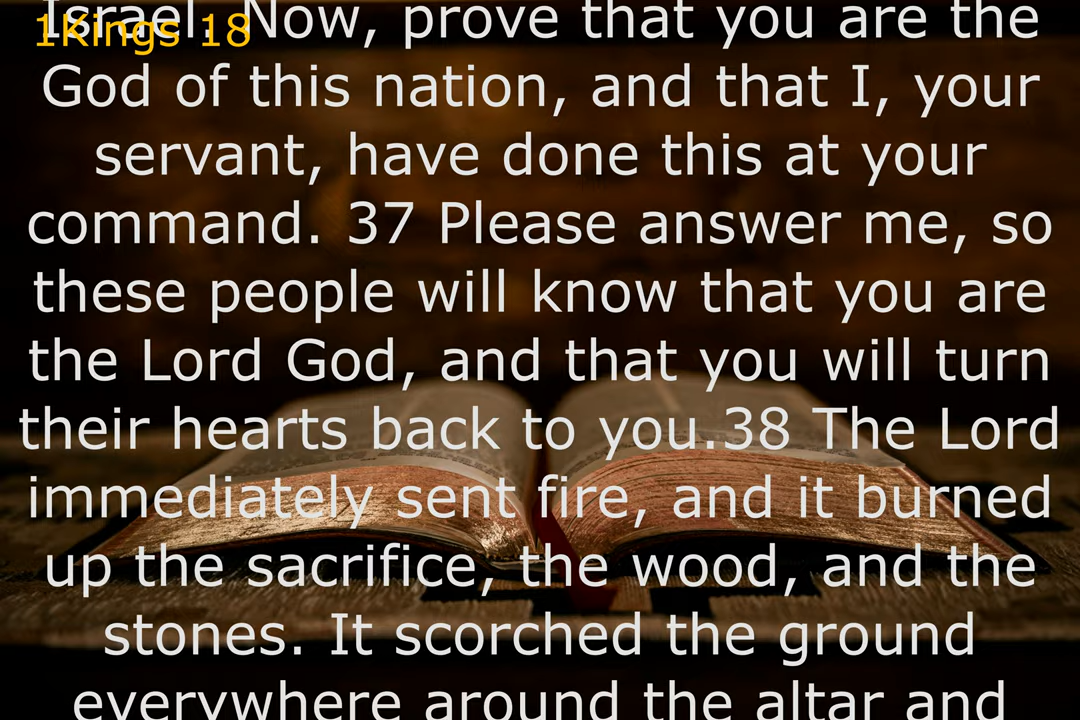 1Kings 18
Israel. Now, prove that you are the
God of this nation, and that I, your
servant, have done this at your
command. 37 Please answer me, so
these people will know that you are
the Lord God, and that you will turn
their hearts back to you.38 The Lord
immediately sent fire, and it burned
up the sacrifice, the wood, and the
stones. It scorched the ground
everywhere around the altar and